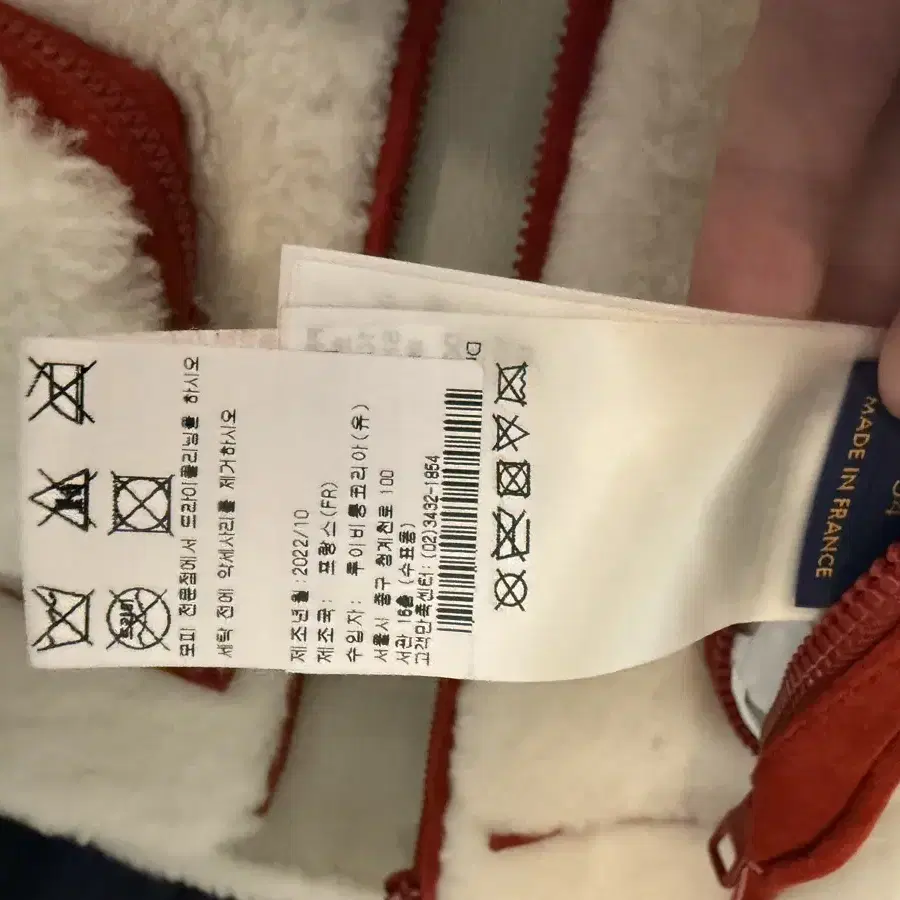 모피 전문점에서 드라이클리닝을 하시오
세탁 전에 악세사리를 제거하시오
제조년월:2022/10
제조국: 프랑스(FR)
수입자: 루이비통코리아(유)
서울시 중구 청계천로 100
서관 16층 (수표동)
고객만족센터:(02)3432-1854
MADE IN FRANCE